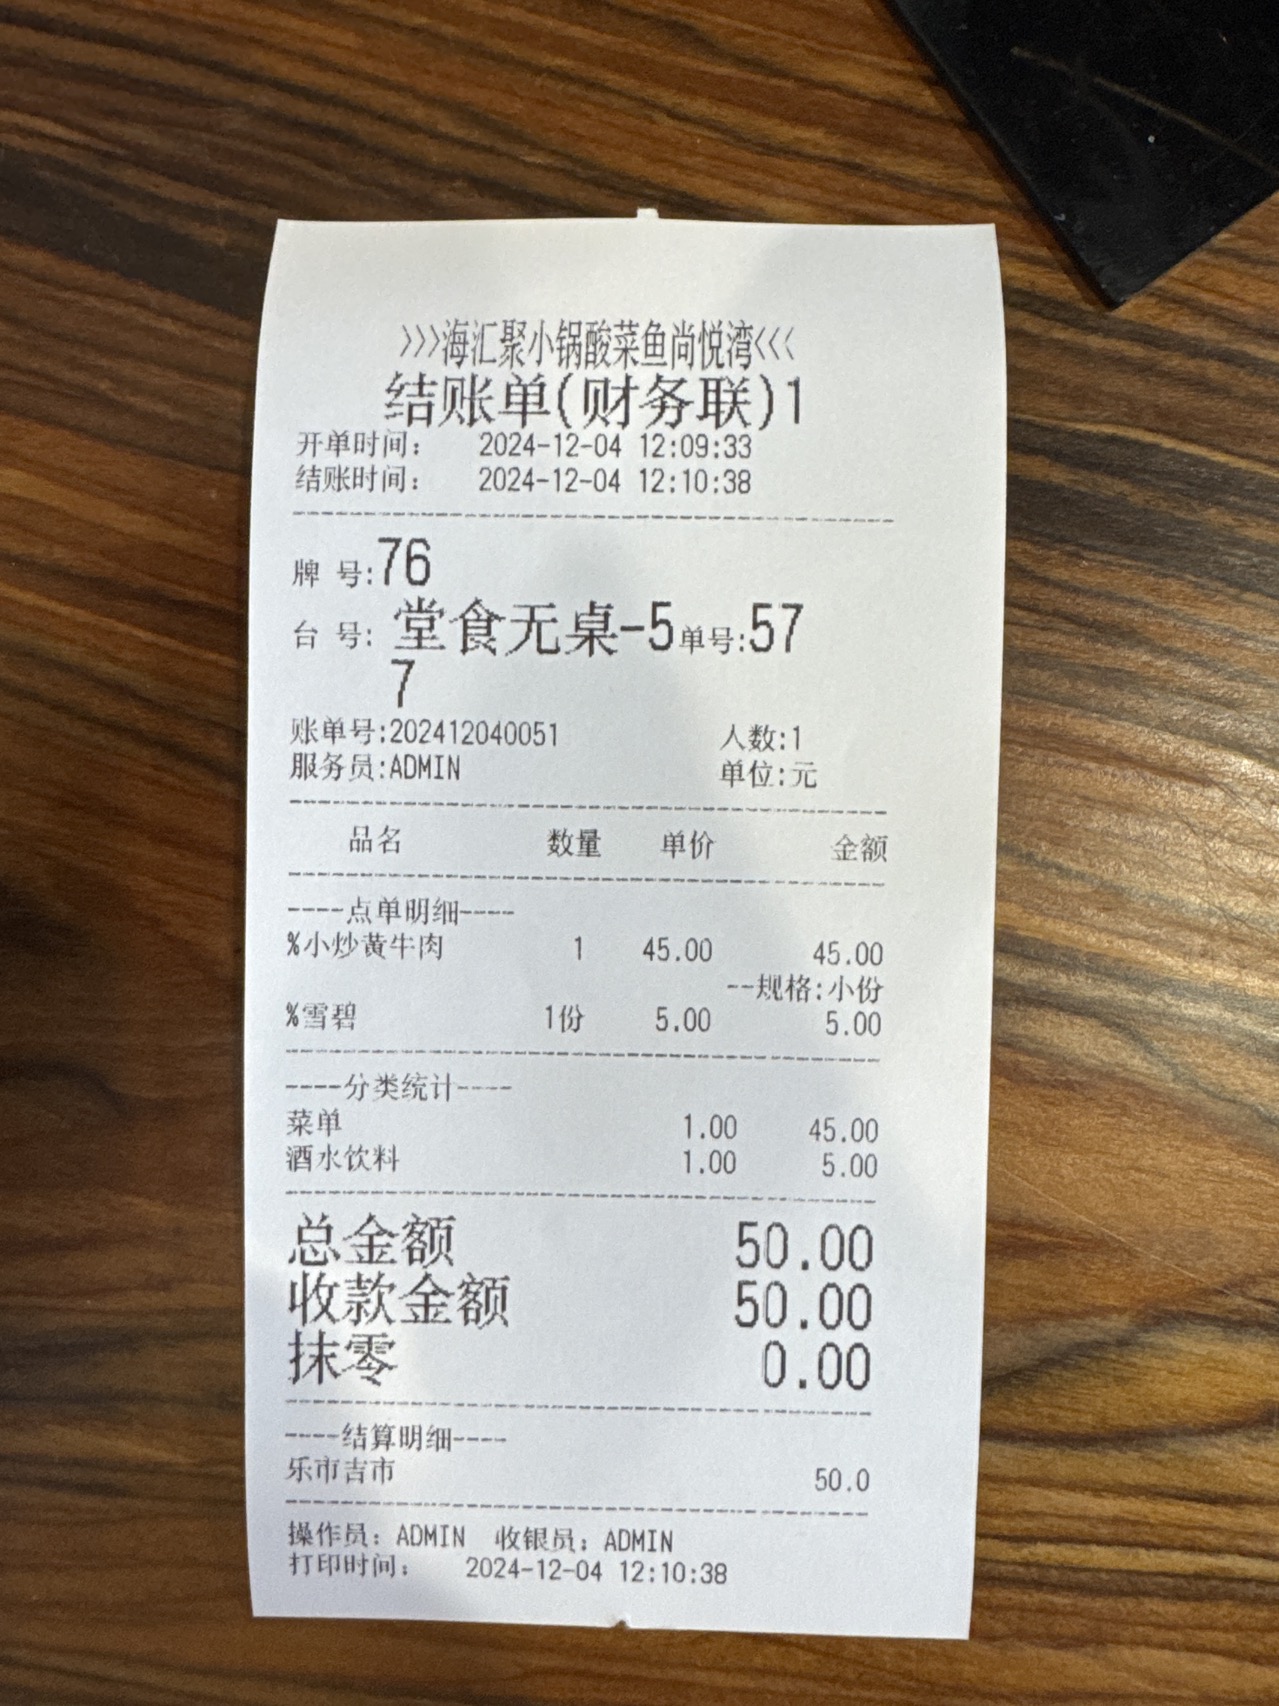 >>>海汇聚小锅酸菜鱼尚悦湾<<<
结账单(财务联)1
开单时间: 2024-12-04 12:09:33
结账时间: 2024-12-04 12:10:38
牌 号:76
台 号: 堂食无桌-5单号:57
7
账单号:202412040051 人数:1
服务员:ADMIN 单位:元
品名 数量 单价 金额
----点单明细----
%小炒黄牛肉 1 45.00 45.00
--规格:小份
%雪碧 1份 5.00 5.00
----分类统计----
菜单 1.00 45.00
酒水饮料 1.00 5.00
总金额 50.00
收款金额 50.00
抹零 0.00
----结算明细----
乐市吉市 50.0
操作员: ADMIN 收银员: ADMIN
打印时间: 2024-12-04 12:10:38